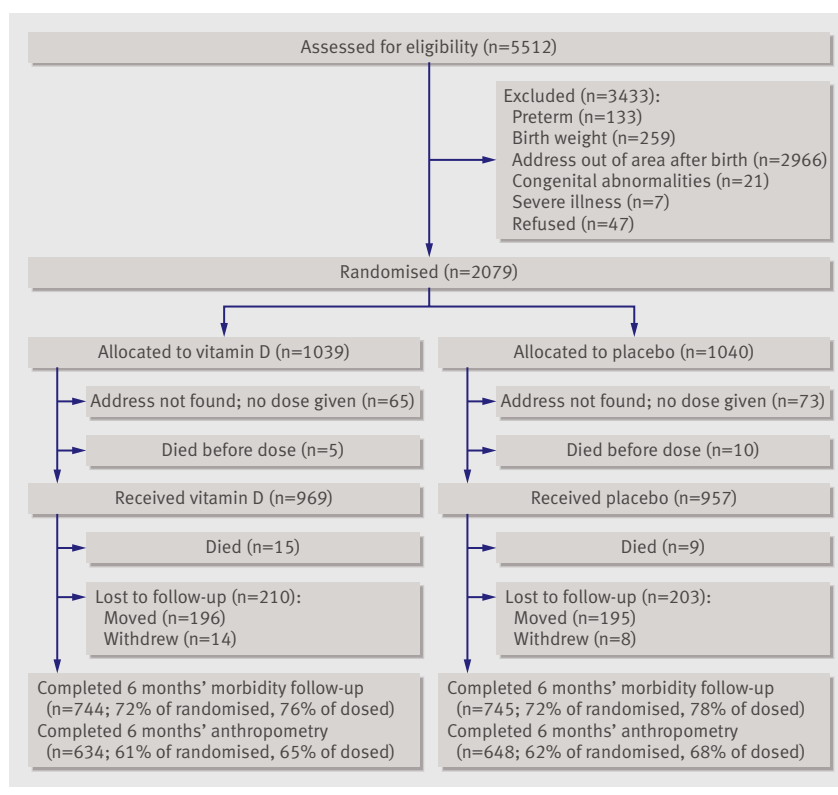 Assessed for eligibility (n=5512)
Excluded (n=3433):
Preterm (n=133)
Birth weight (n=259)
Address out of area after birth (n=2966)
Congenital abnormalities (n=21)
Severe illness (n=7)
Refused (n=47)
Randomised (n=2079)
Allocated to vitamin D (n=1039)
Address not found; no dose given (n=65)
Died before dose (n=5)
Received vitamin D (n=969)
Died (n=15)
Lost to follow-up (n=210):
Moved (n=196)
Withdrew (n=14)
Completed 6 months’ morbidity follow-up
(n=744; 72% of randomised, 76% of dosed)
Completed 6 months’ anthropometry
(n=634; 61% of randomised, 65% of dosed)
Allocated to placebo (n=1040)
Address not found; no dose given (n=73)
Died before dose (n=10)
Received placebo (n=957)
Died (n=9)
Lost to follow-up (n=203):
Moved (n=195)
Withdrew (n=8)
Completed 6 months’ morbidity follow-up
(n=745; 72% of randomised, 78% of dosed)
Completed 6 months’ anthropometry
(n=648; 62% of randomised, 68% of dosed)